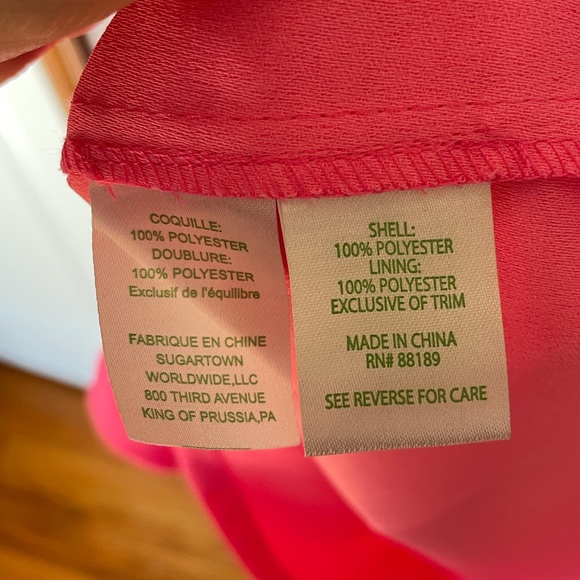 COQUILLE:
100% POLYESTER
DOUBLURE:
100% POLYESTER
Exclusif de l'équilibre
FABRIQUE EN CHINE
SUGARTOWN
WORLDWIDE,LLC
800 THIRD AVENUE
KING OF PRUSSIA,PA
SHELL:
100% POLYESTER
LINING:
100% POLYESTER
EXCLUSIVE OF TRIM
MADE IN CHINA
RN# 88189
SEE REVERSE FOR CARE